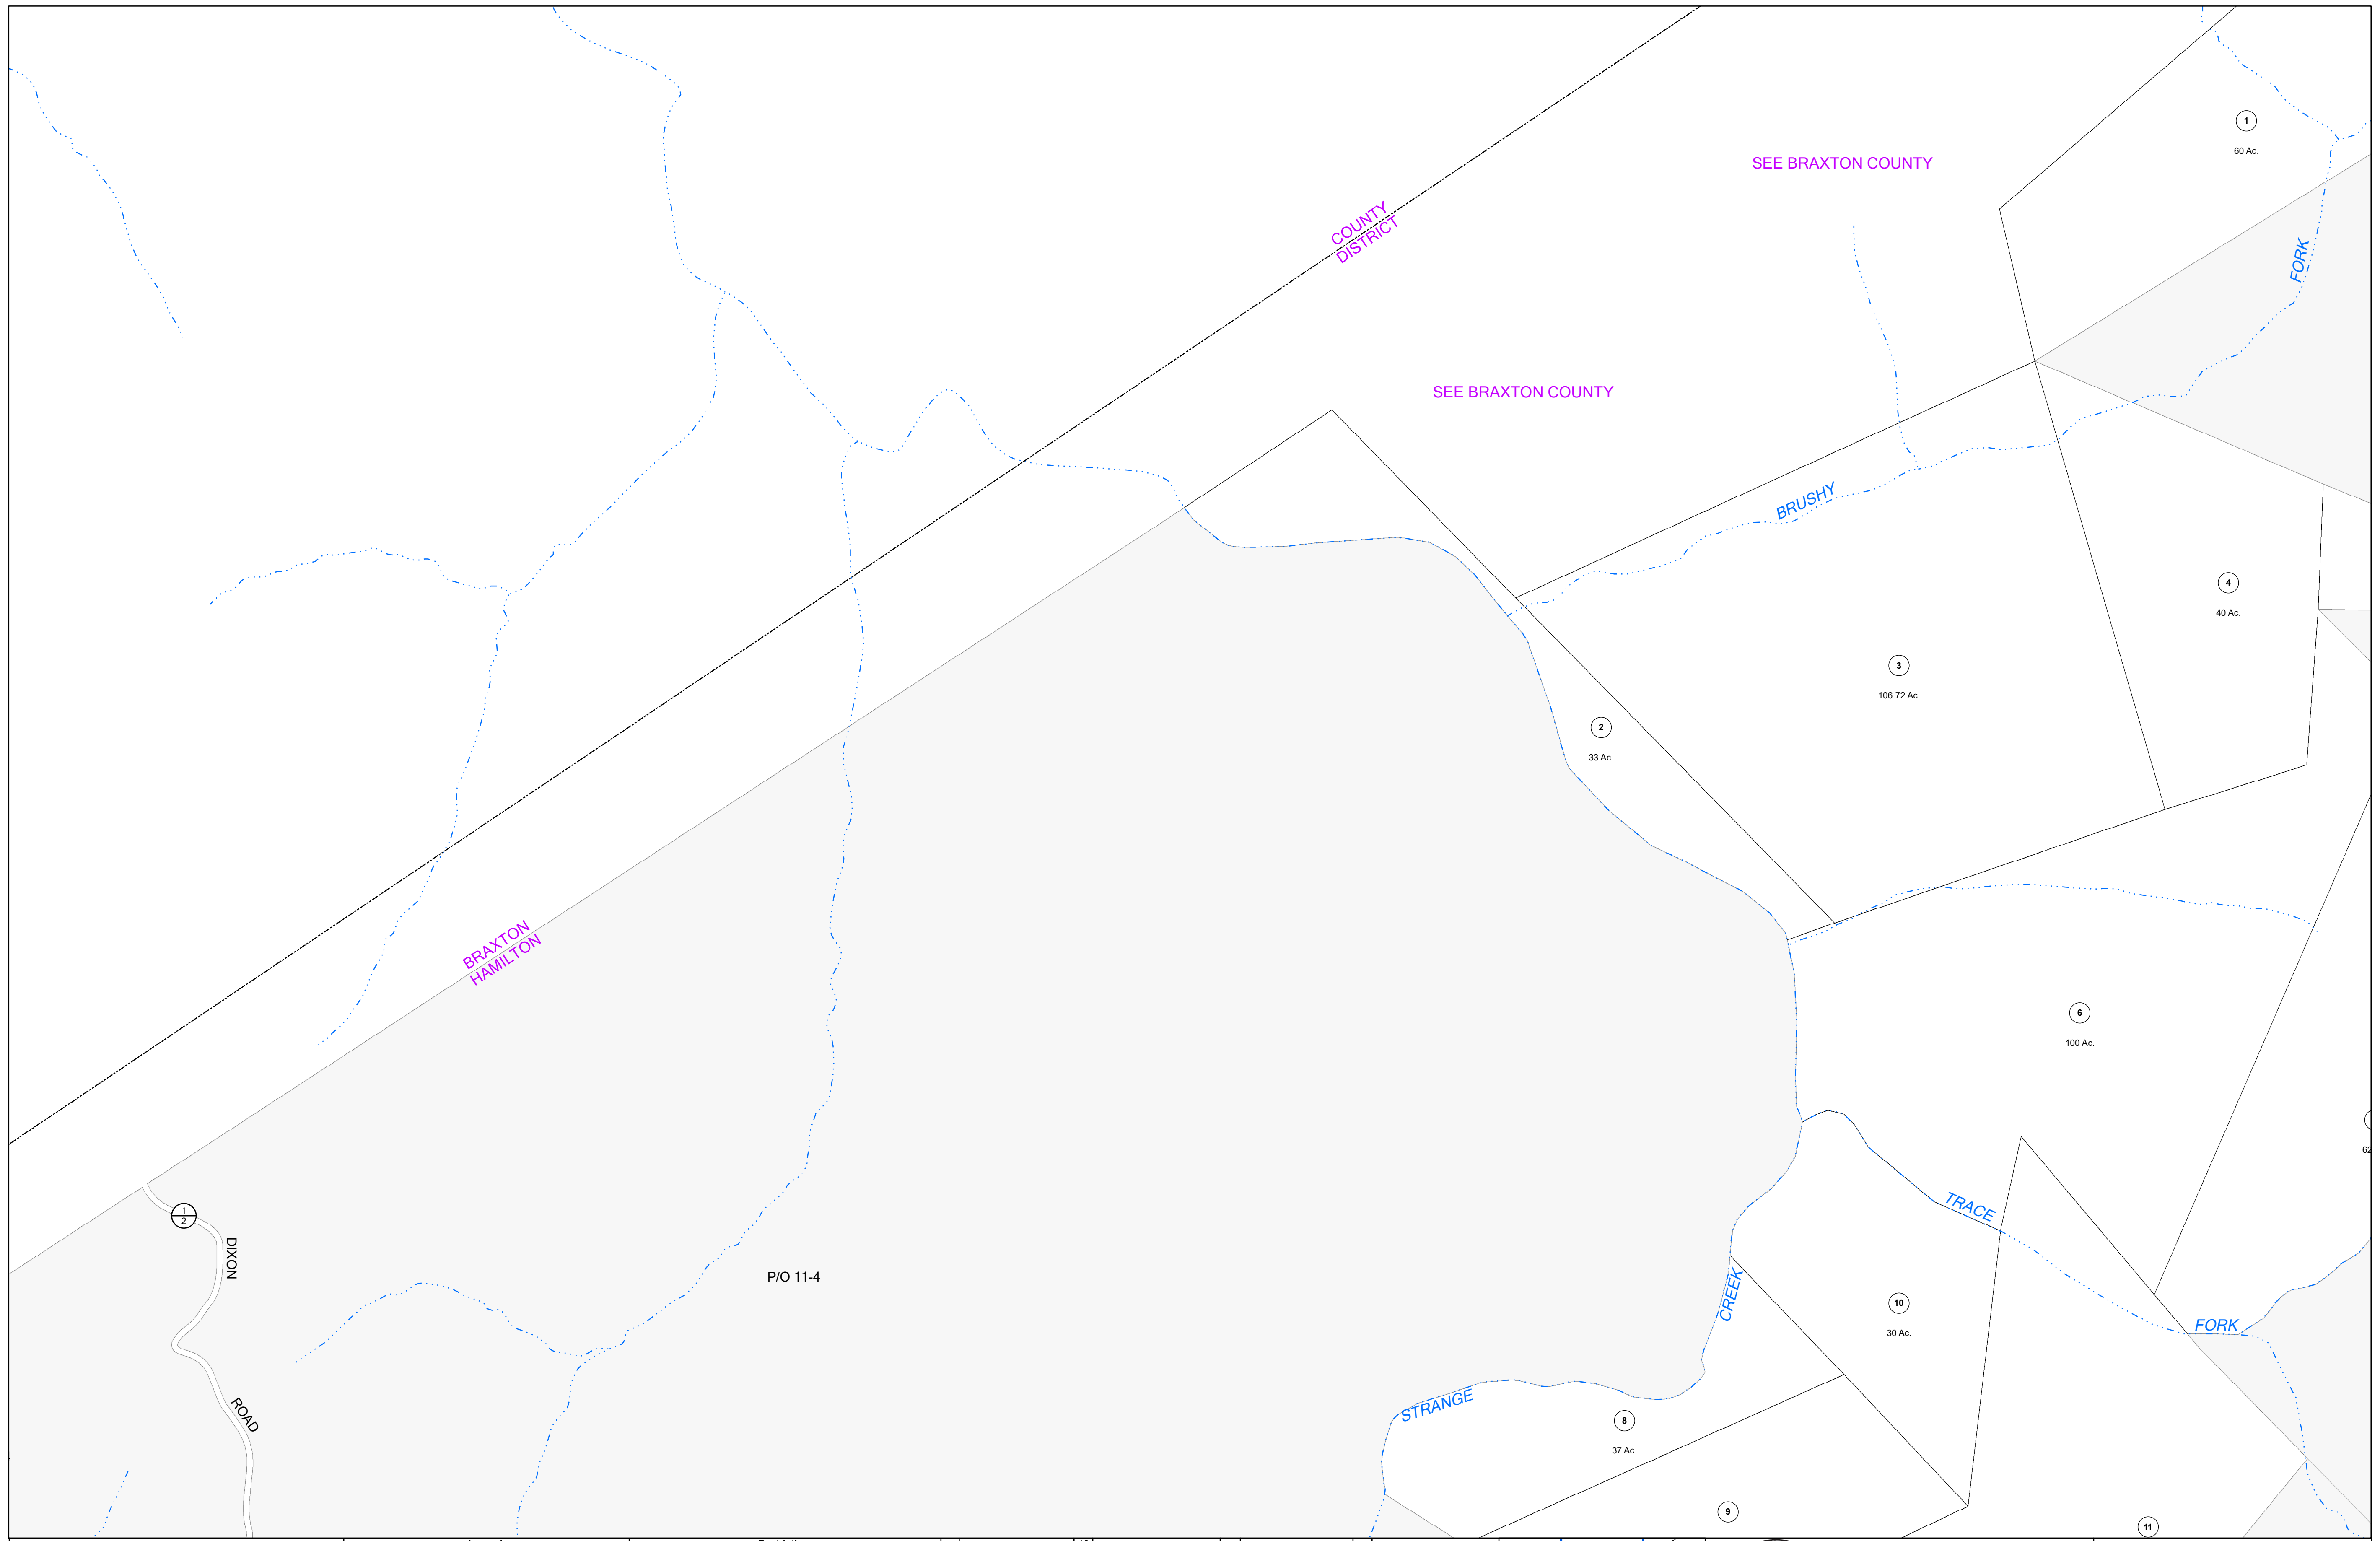 1
60 Ac.
SEE BRAXTON COUNTY
COUNTY
DISTRICT
FORK
SEE BRAXTON COUNTY
BRUSHY
4
40 Ac.
3
106.72 Ac.
2
33 Ac.
BRAXTON
HAMILTON
6
100 Ac.
62
TRACE
1
2
DIXON
P/O 11-4
CREEK
10
30 Ac.
FORK
ROAD
STRANGE
8
37 Ac.
9
11